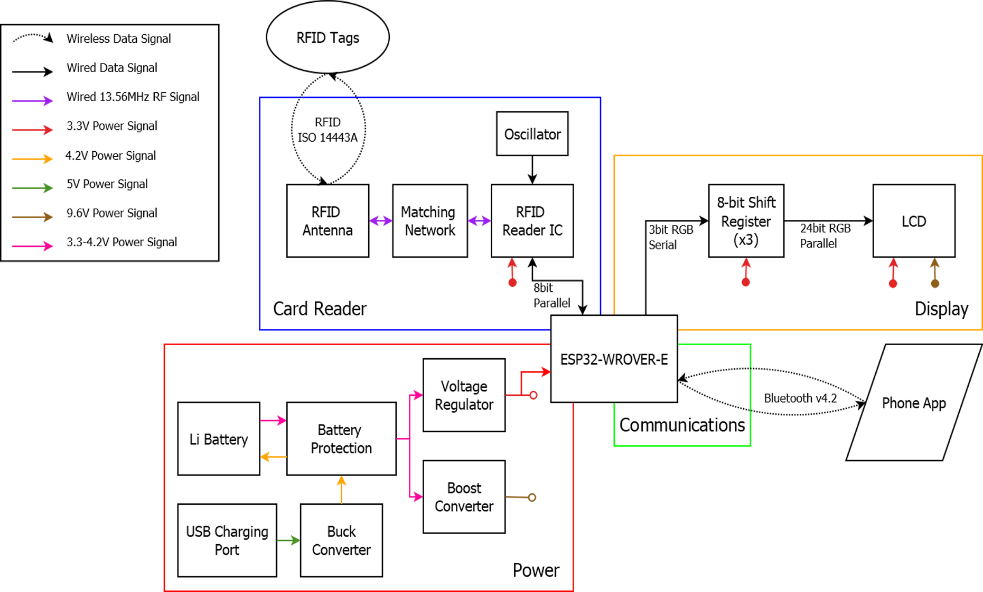 Wireless Data Signal
Wired Data Signal
Wired 13.56MHz RF Signal
3.3V Power Signal
4.2V Power Signal
5V Power Signal
9.6V Power Signal
3.3-4.2V Power Signal
RFID Tags
RFID
ISO 14443A
Oscillator
RFID
Antenna
Matching
Network
RFID
Reader IC
8bit
Parallel
Card Reader
3bit RGB
Serial
8-bit Shift
Register
(x3)
24bit RGB
Parallel
LCD
Display
ESP32-WROVER-E
Communications
Bluetooth v4.2
Phone App
Voltage
Regulator
Li Battery
Battery
Protection
Boost
Converter
USB Charging
Port
Buck
Converter
Power